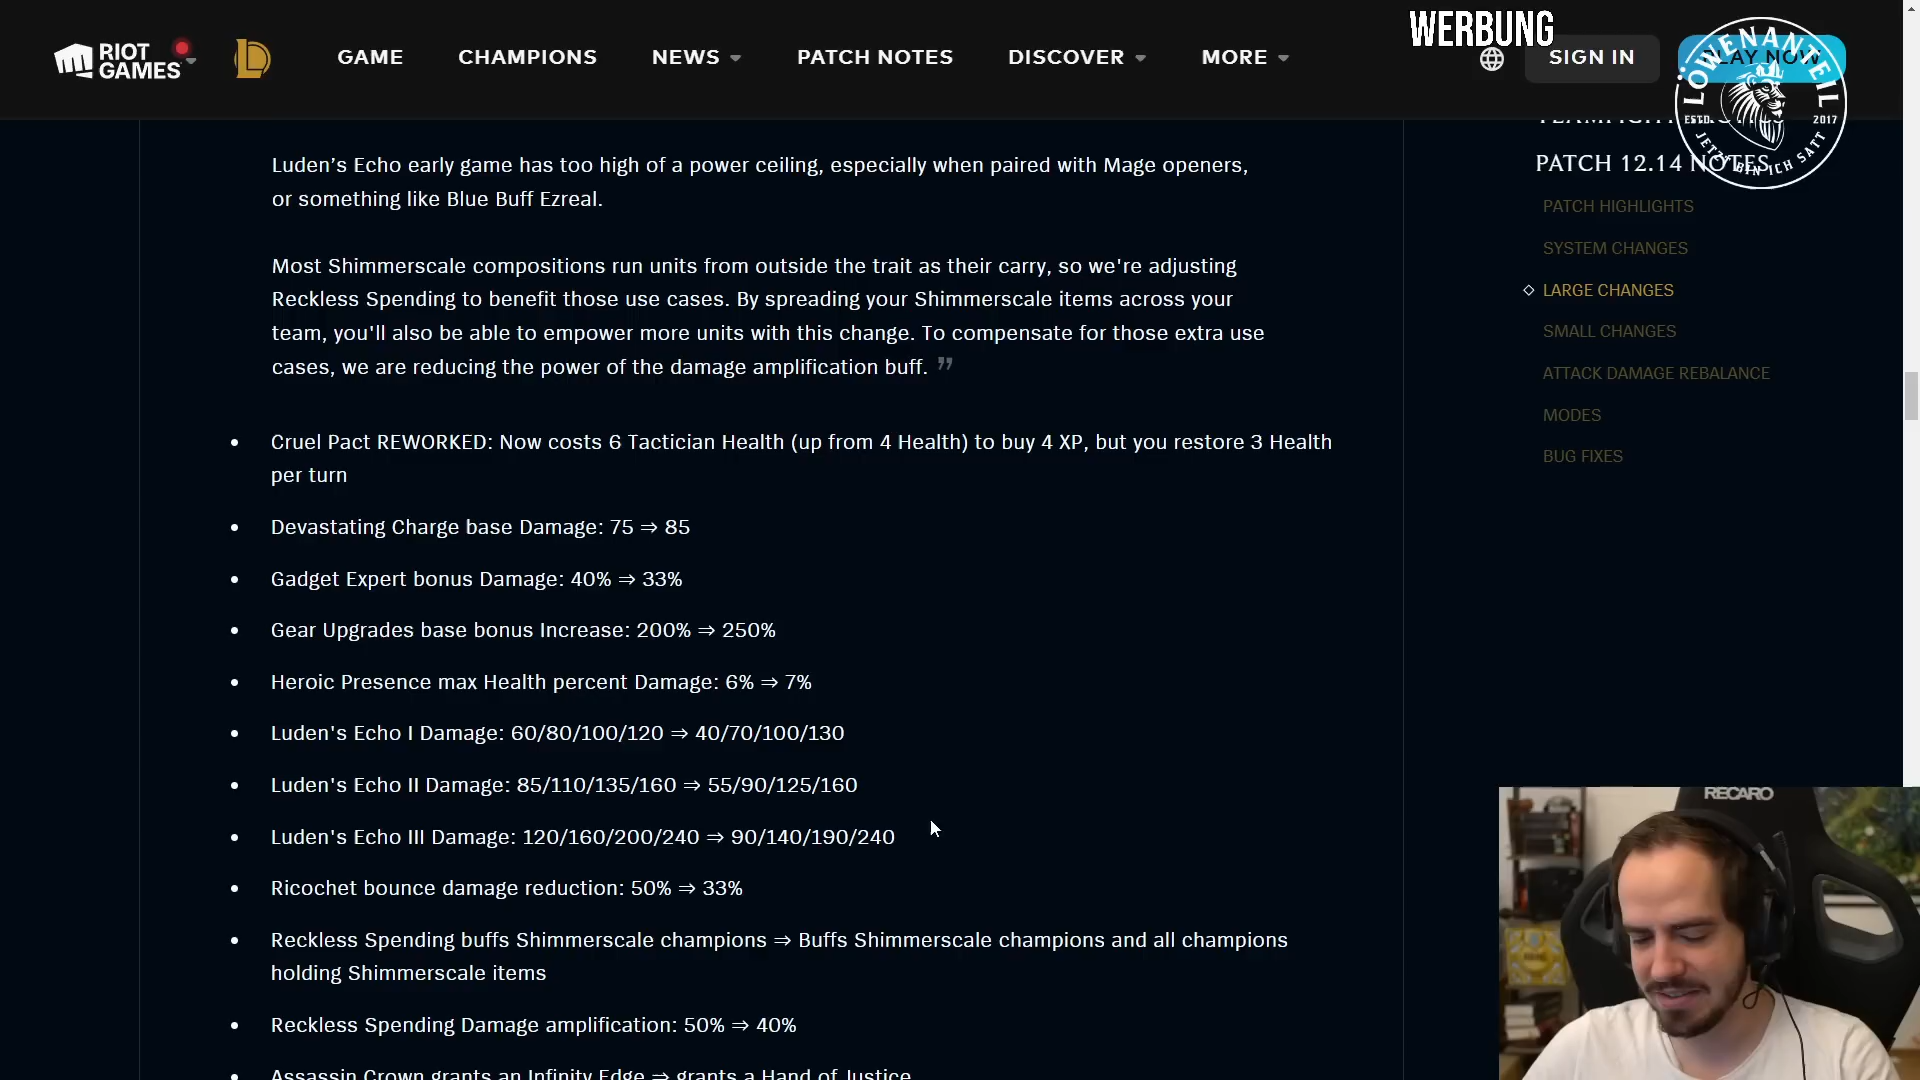 WERBUNG
RIOT
GAMES
GAME
CHAMPIONS
NEWS
PATCH NOTES
DISCOVER
MORE
SIGN IN
PLAY NOW
LÖWENANTEIL
ESTD. 2017
JETZT BIN ICH SATT
PATCH 12.14 NOTES
PATCH HIGHLIGHTS
SYSTEM CHANGES
LARGE CHANGES
SMALL CHANGES
ATTACK DAMAGE REBALANCE
MODES
BUG FIXES
Luden’s Echo early game has too high of a power ceiling, especially when paired with Mage openers,
or something like Blue Buff Ezreal.
Most Shimmerscale compositions run units from outside the trait as their carry, so we're adjusting
Reckless Spending to benefit those use cases. By spreading your Shimmerscale items across your
team, you'll also be able to empower more units with this change. To compensate for those extra use
cases, we are reducing the power of the damage amplification buff. ”
• Cruel Pact REWORKED: Now costs 6 Tactician Health (up from 4 Health) to buy 4 XP, but you restore 3 Health
per turn
• Devastating Charge base Damage: 75 ⇒ 85
• Gadget Expert bonus Damage: 40% ⇒ 33%
• Gear Upgrades base bonus Increase: 200% ⇒ 250%
• Heroic Presence max Health percent Damage: 6% ⇒ 7%
• Luden's Echo I Damage: 60/80/100/120 ⇒ 40/70/100/130
• Luden's Echo II Damage: 85/110/135/160 ⇒ 55/90/125/160
• Luden's Echo III Damage: 120/160/200/240 ⇒ 90/140/190/240
• Ricochet bounce damage reduction: 50% ⇒ 33%
• Reckless Spending buffs Shimmerscale champions ⇒ Buffs Shimmerscale champions and all champions
holding Shimmerscale items
• Reckless Spending Damage amplification: 50% ⇒ 40%
• Assassin Crown grants an Infinity Edge ⇒ grants a Hand of Justice
RECARO